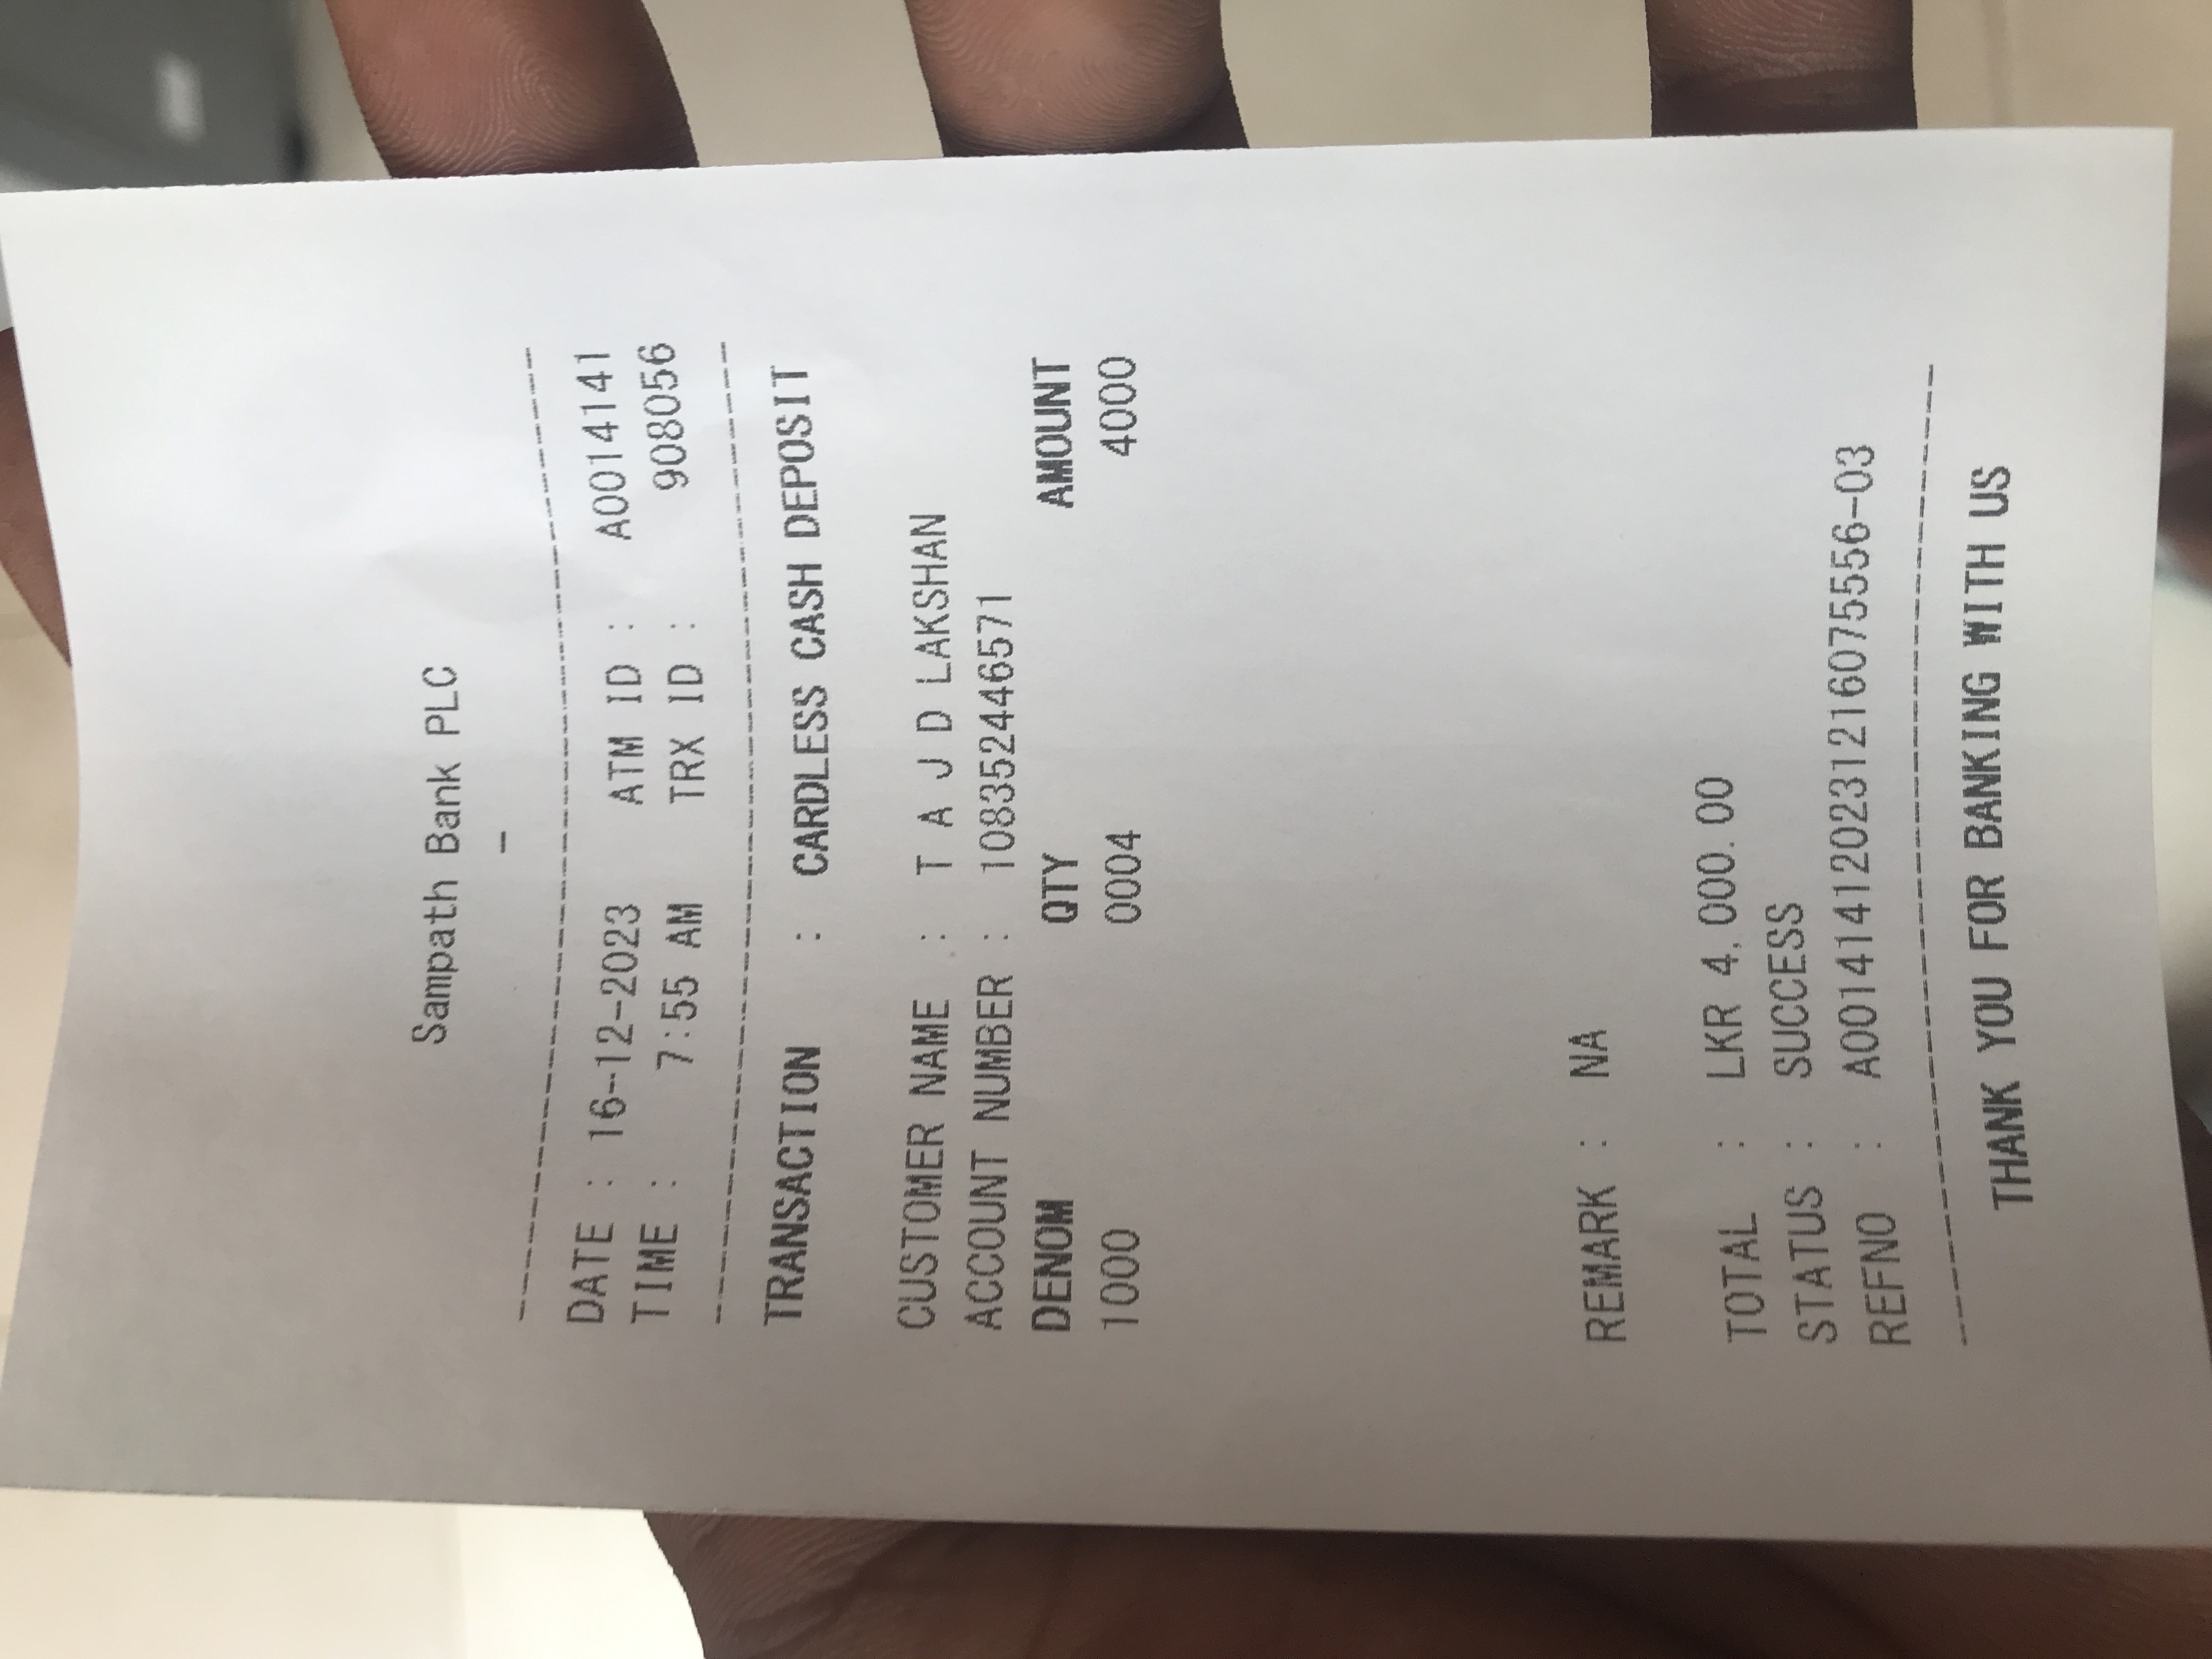 Sampath Bank PLC
-
DATE : 16-12-2023 ATM ID : A0014141
TIME : 7:55 AM TRX ID : 908056
TRANSACTION : CARDLESS CASH DEPOSIT
CUSTOMER NAME : T A J D LAKSHAN
ACCOUNT NUMBER : 108352446571
DENOM QTY AMOUNT
1000 0004 4000
REMARK : NA
TOTAL : LKR 4,000.00
STATUS : SUCCESS
REFNO : A001414120231216075556-03
THANK YOU FOR BANKING WITH US